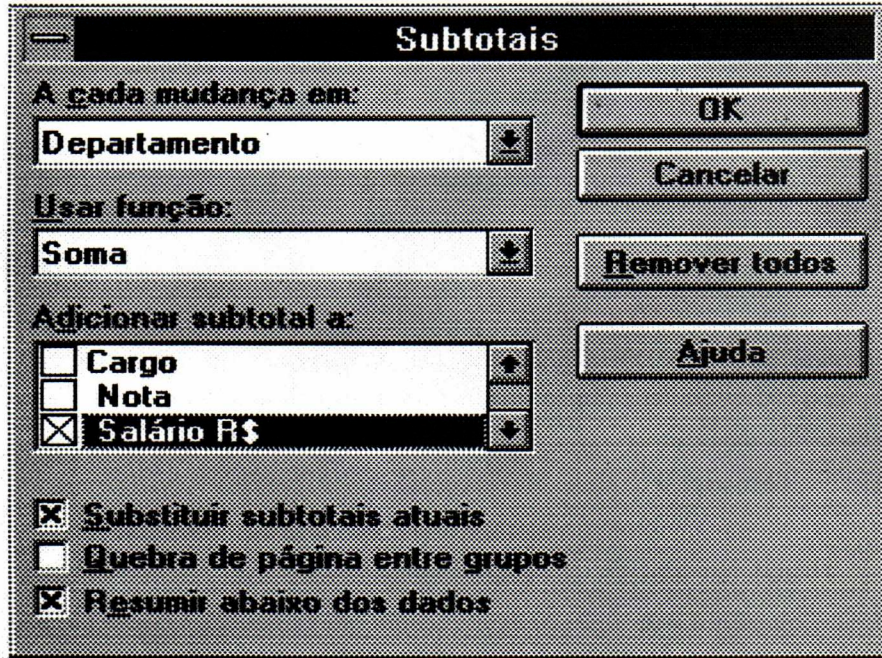 Subtotais
A cada mudança em:
Departamento
Usar função:
Soma
Adicionar subtotal a:
Cargo
Nota
Salário R$
Substituir subtotais atuais
Quebra de página entre grupos
Resumir abaixo dos dados
OK
Cancelar
Remover todos
Ajuda